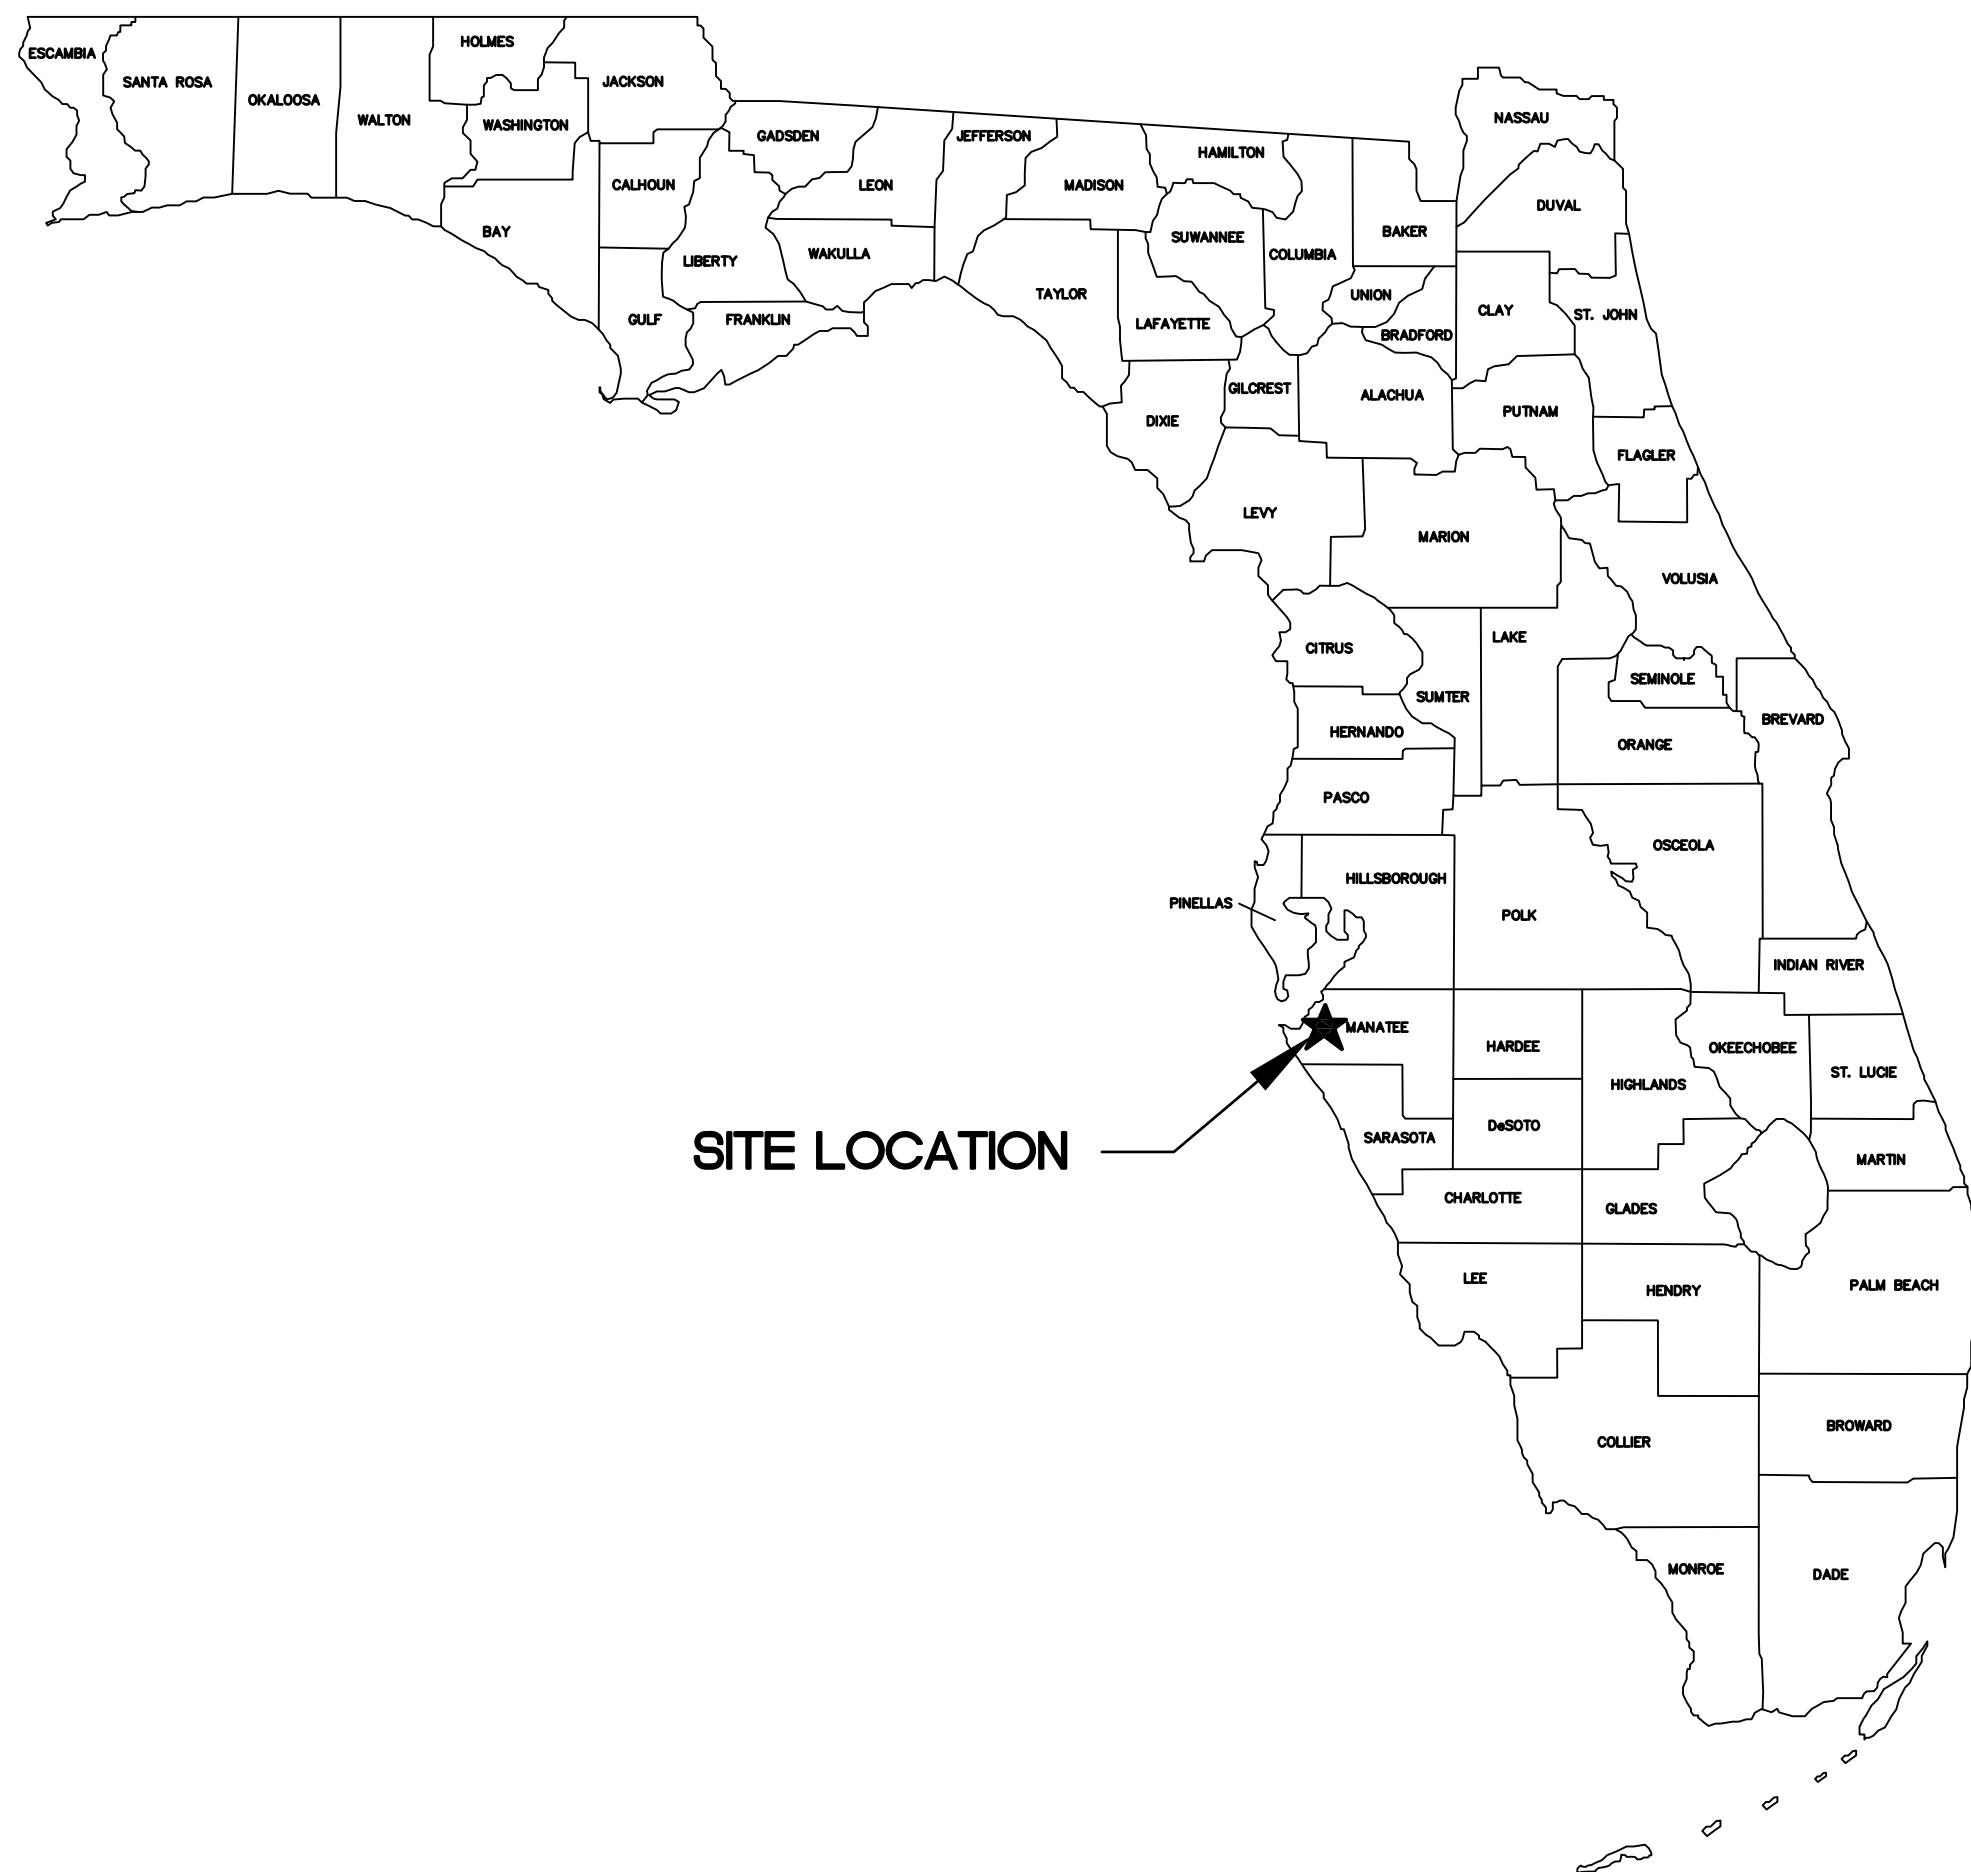 ESCAMBIA
SANTA ROSA
OKALOOSA
WALTON
HOLMES
WASHINGTON
JACKSON
BAY
CALHOUN
GULF
LIBERTY
GADSDEN
FRANKLIN
LEON
WAKULLA
JEFFERSON
MADISON
TAYLOR
HAMILTON
SUWANNEE
LAFAYETTE
COLUMBIA
BAKER
NASSAU
DUVAL
UNION
BRADFORD
CLAY
ST. JOHN
DIXIE
GILCREST
ALACHUA
PUTNAM
FLAGLER
LEVY
MARION
VOLUSIA
CITRUS
SUMTER
LAKE
SEMINOLE
HERNANDO
ORANGE
BREVARD
PASCO
OSCEOLA
PINELLAS
HILLSBOROUGH
POLK
INDIAN RIVER
MANATEE
HARDEE
OKEECHOBEE
HIGHLANDS
ST. LUCIE
SITE LOCATION
SARASOTA
DeSOTO
MARTIN
CHARLOTTE
GLADES
LEE
HENDRY
PALM BEACH
COLLIER
BROWARD
MONROE
DADE